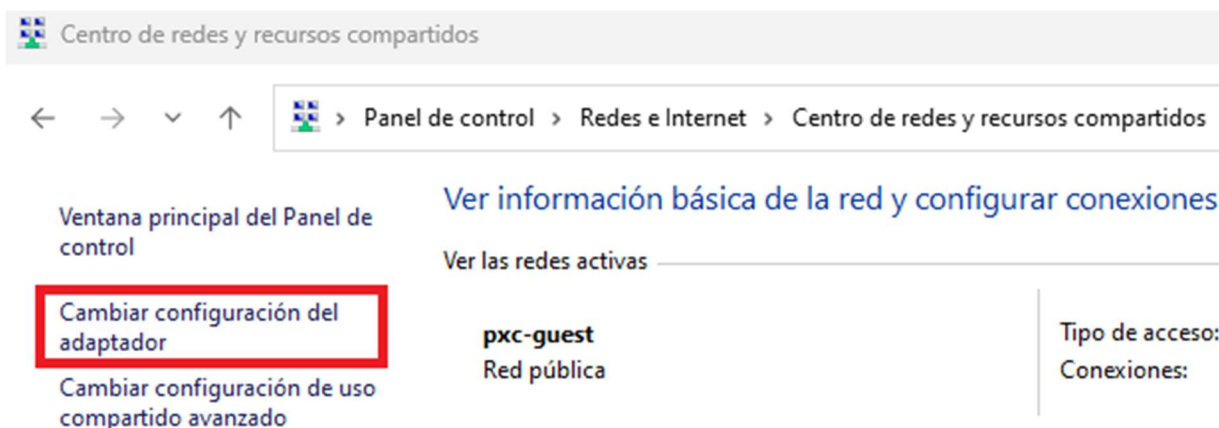 Centro de redes y recursos compartidos
Panel de control > Redes e Internet > Centro de redes y recursos compartidos
Ver información básica de la red y configurar conexiones
Ventana principal del Panel de
control
Ver las redes activas
Cambiar configuración del
adaptador
pxc-guest
Red pública
Tipo de acceso:
Conexiones:
Cambiar configuración de uso
compartido avanzado